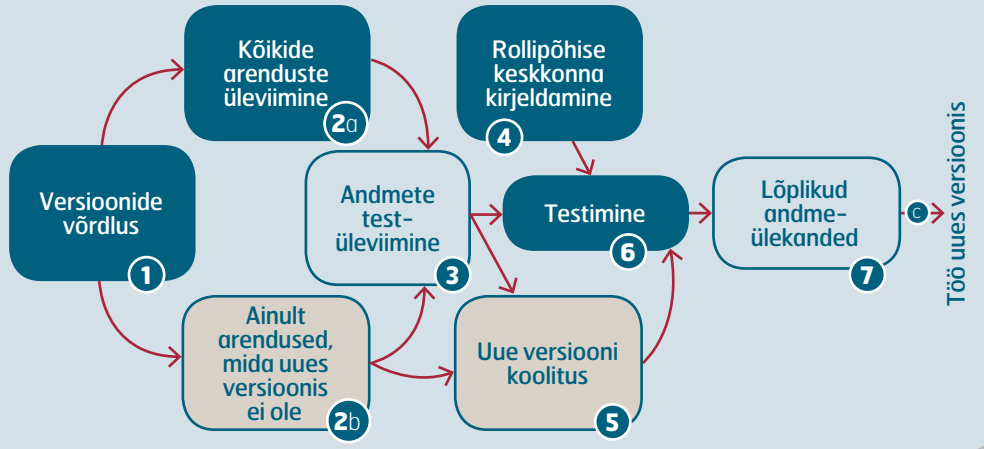 Versioonide
võrdlus
1
Kõikide
arenduste
üleviimine
2a
Ainult
arendused,
mida uues
versioonis
ei ole
2b
Andmete
test-
üleviimine
3
Rollipõhise
keskkonna
kirjeldamine
4
Uue versiooni
koolitus
5
Testimine
6
Lõplikud
andme-
ülekanded
7
C
Töö uues versioonis